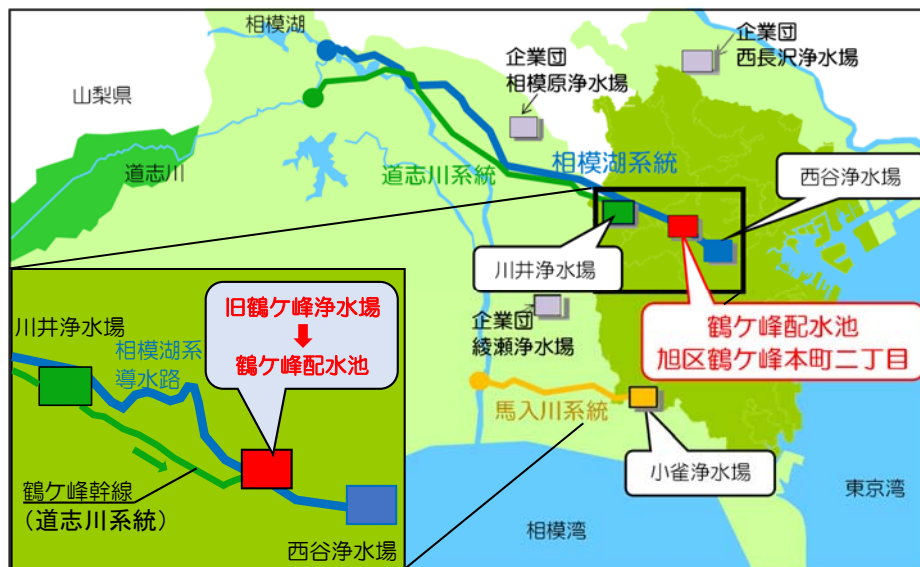 相模湖
企業団
西長沢浄水場
企業団
相模原浄水場
山梨県
道志川
道志川系統
相模湖系統
西谷浄水場
川井浄水場
鶴ケ峰配水池
旭区鶴ケ峰本町二丁目
企業団
綾瀬浄水場
馬入川系統
小雀浄水場
東京湾
相模湾
川井浄水場
相模湖系
導水路
旧鶴ケ峰浄水場
鶴ケ峰配水池
鶴ケ峰幹線
(道志川系統)
西谷浄水場